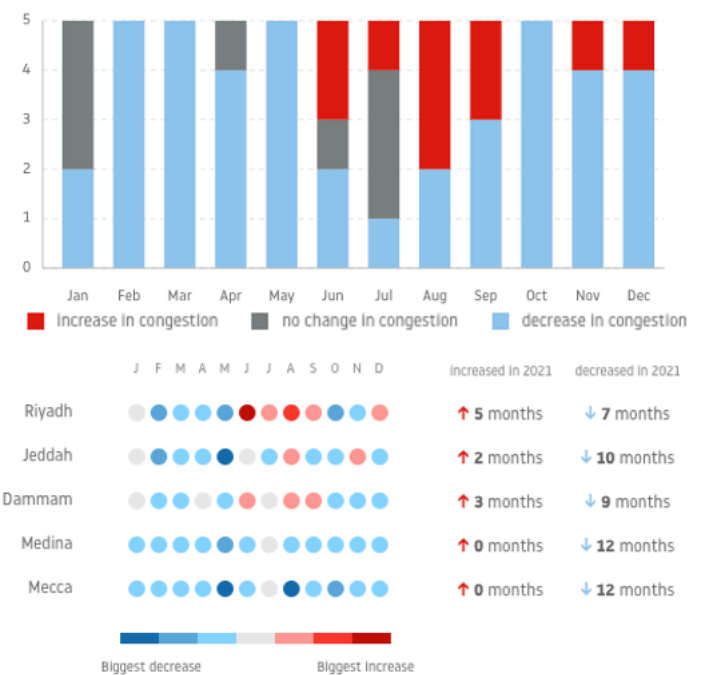 5
4
3
2
1
0
Jan Feb Mar Apr May Jun Jul Aug Sep Oct Nov Dec
increase in congestion no change in congestion decrease in congestion
J F M A M J J A S O N D increased in 2021 decreased in 2021
Riyadh ↑ 5 months ↓ 7 months
Jeddah ↑ 2 months ↓ 10 months
Dammam ↑ 3 months ↓ 9 months
Medina ↑ 0 months ↓ 12 months
Mecca ↑ 0 months ↓ 12 months
Biggest decrease Biggest increase